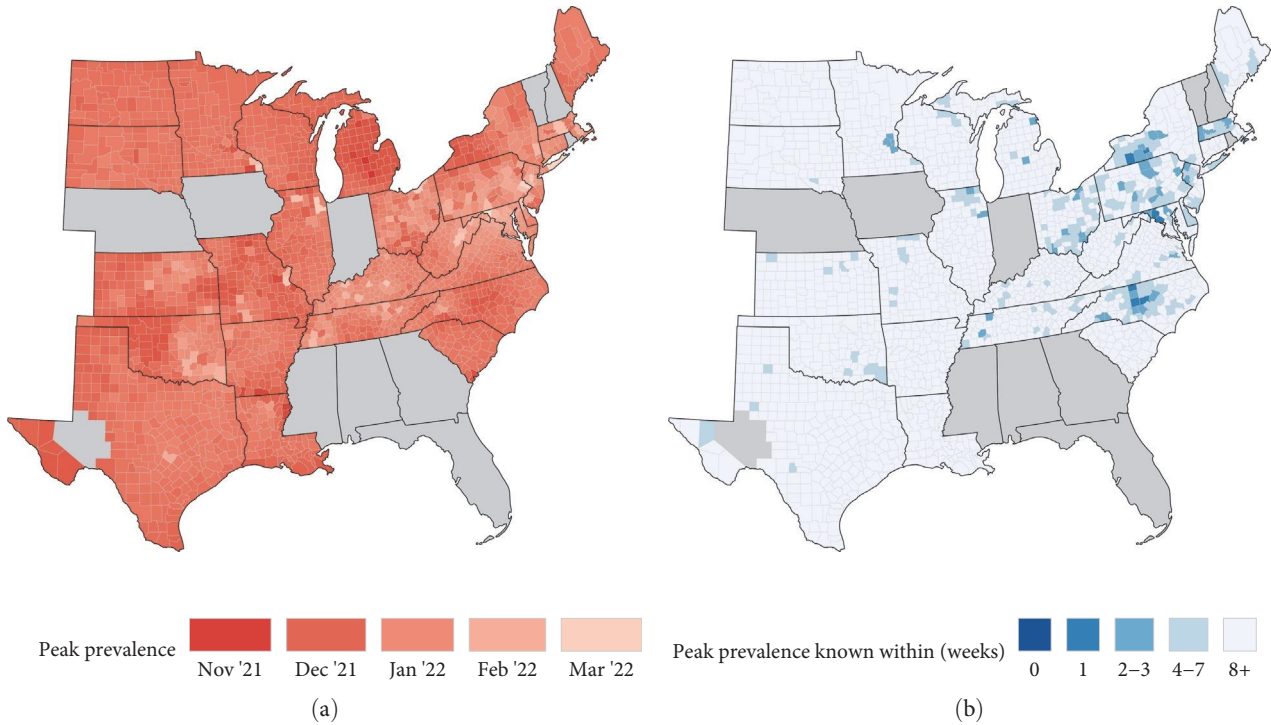 Peak prevalence
Nov '21 Dec '21 Jan '22 Feb '22 Mar '22
(a)
Peak prevalence known within (weeks)
0 1 2–3 4–7 8+
(b)